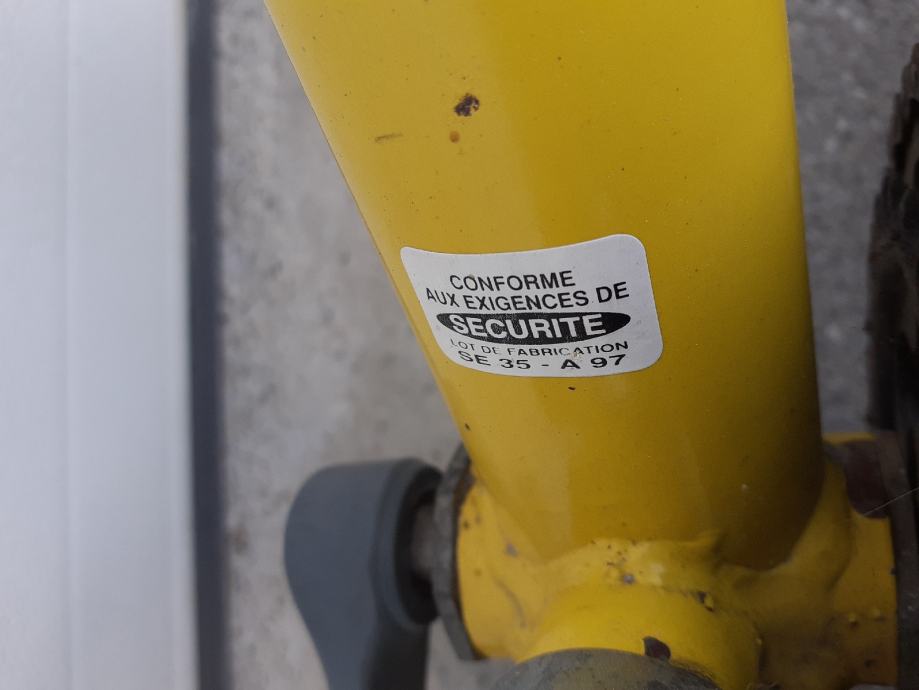 CONFORME
AUX EXIGENCES DE
SECURITE
LOT DE FABRICATION
SE 35 - A 97